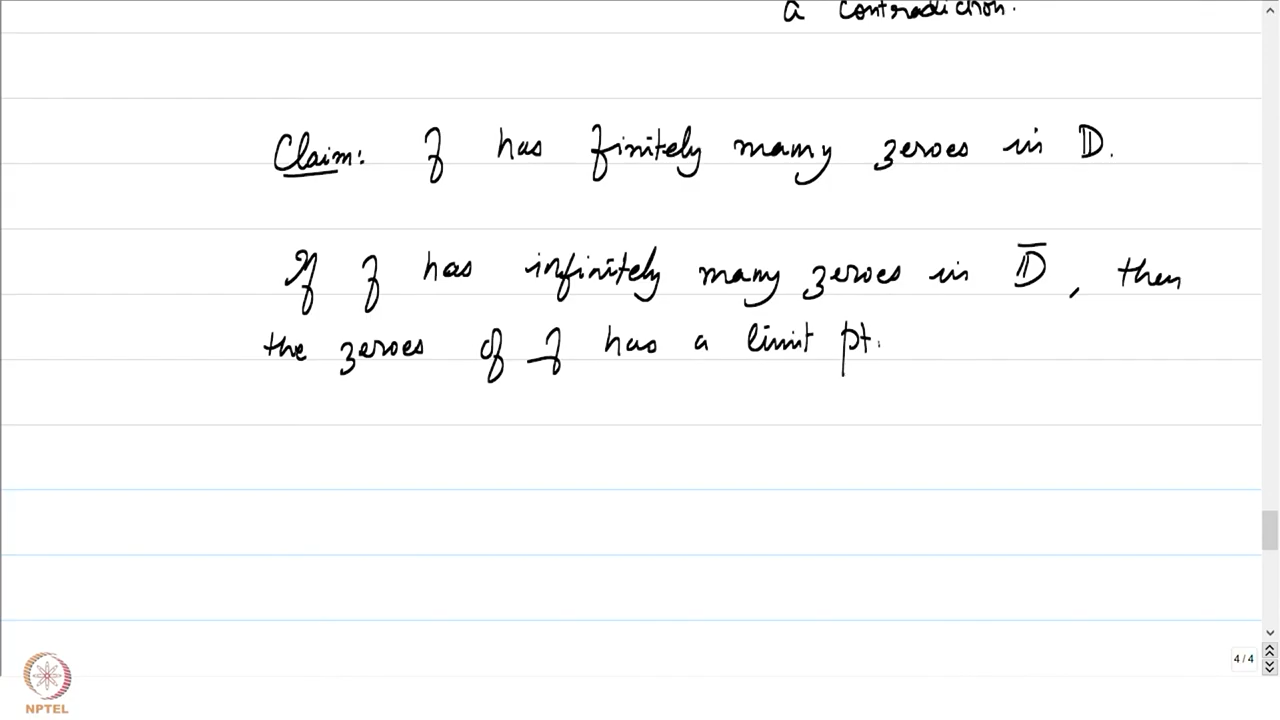 a contradiction.
Claim: f has finitely many zeroes in 𝔻.
If f has infinitely many zeroes in 𝔻̅, then
the zeroes of f has a limit pt.
4 / 4
NPTEL